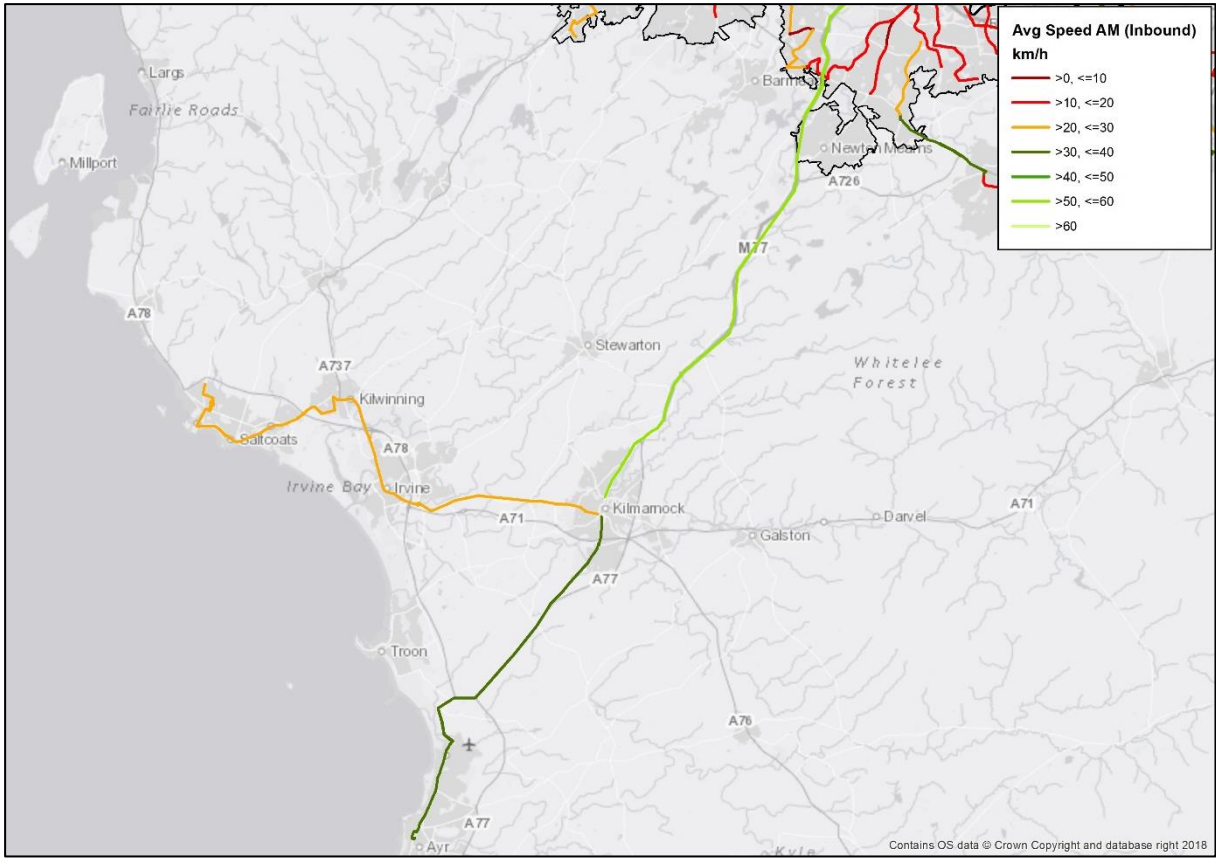 Avg Speed AM (Inbound)
km/h
>0, <=10
>10, <=20
>20, <=30
>30, <=40
>40, <=50
>50, <=60
>60
Largs
Fairlie Roads
Millport
Newton Mearns
A726
M77
A78
Stewarton
Whitelee
Forest
A737
Kilwinning
Saltcoats
A78
Irvine Bay
Irvine
A71
Kilmarnock
Darvel
A71
Galston
A77
Troon
A76
A77
Ayr
Kyle
Contains OS data © Crown Copyright and database right 2018